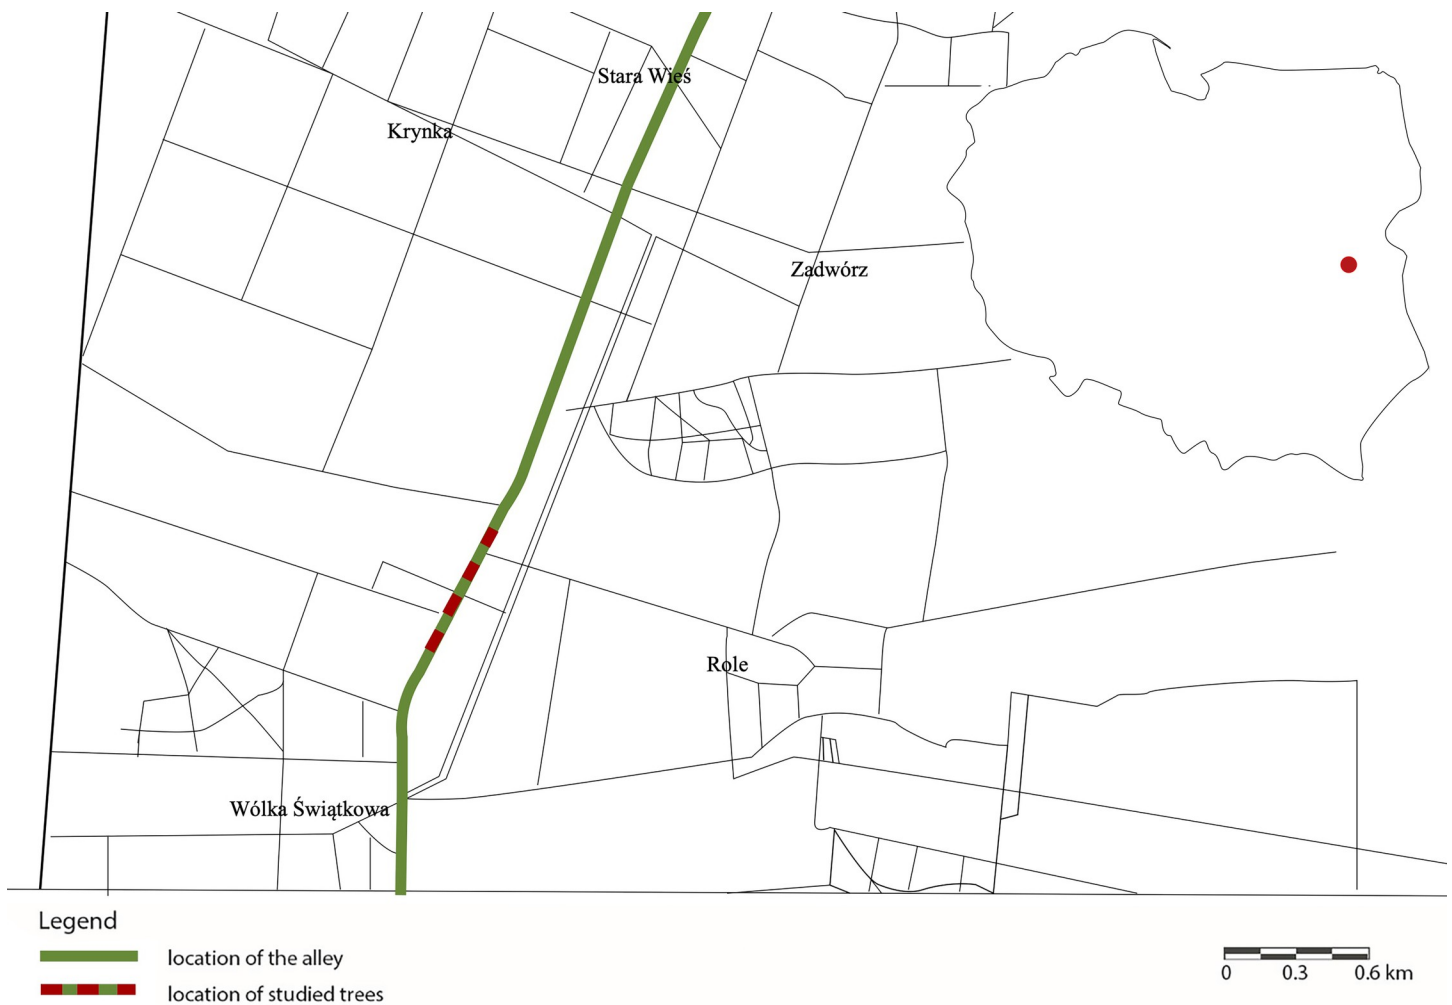 Stara Wieś
Krynka
Zadwórz
Role
Wólka Świątkowa
Legend
location of the alley
location of studied trees
0 0.3 0.6 km